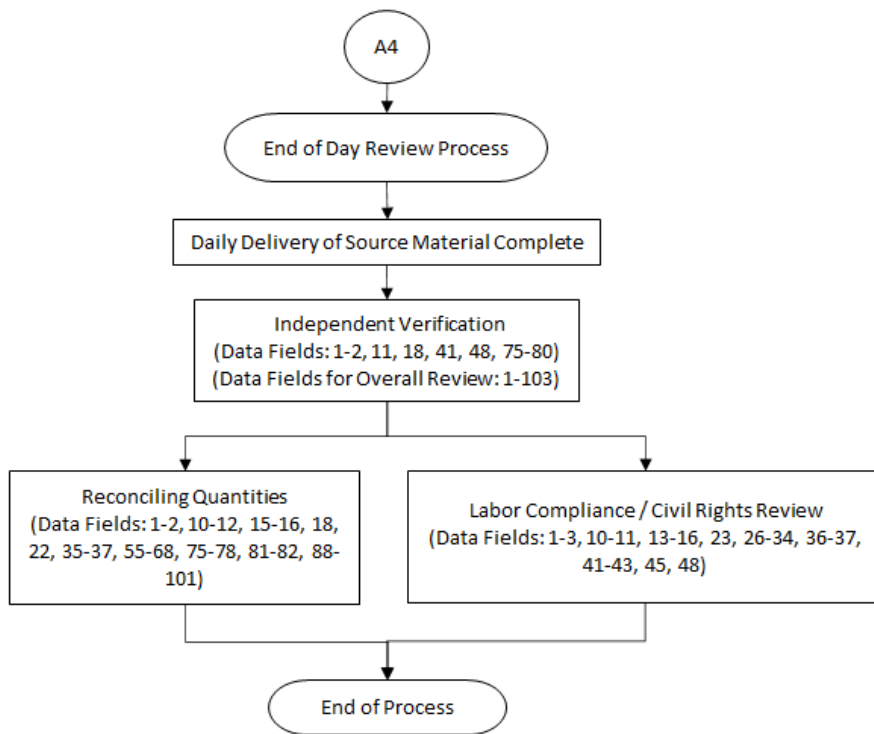 A4
End of Day Review Process
Daily Delivery of Source Material Complete
Independent Verification
(Data Fields: 1-2, 11, 18, 41, 48, 75-80)
(Data Fields for Overall Review: 1-103)
Reconciling Quantities
(Data Fields: 1-2, 10-12, 15-16, 18,
22, 35-37, 55-68, 75-78, 81-82, 88-
101)
Labor Compliance / Civil Rights Review
(Data Fields: 1-3, 10-11, 13-16, 23, 26-34, 36-37,
41-43, 45, 48)
End of Process